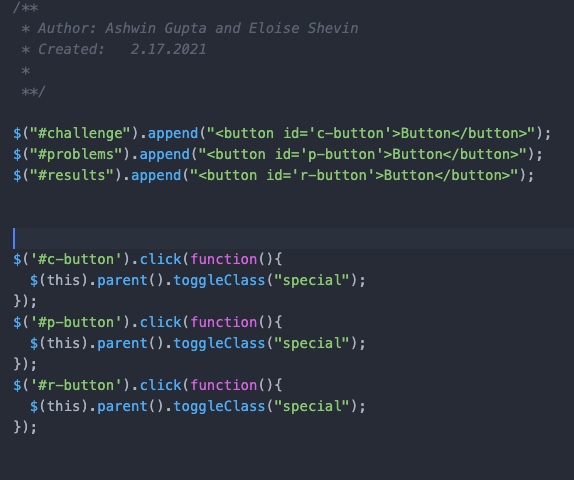 /**
 * Author: Ashwin Gupta and Eloise Shevin
 * Created:   2.17.2021
 *
 **/
$("#challenge").append("<button id='c-button'>Button</button>");
$("#problems").append("<button id='p-button'>Button</button>");
$("#results").append("<button id='r-button'>Button</button>");
$('#c-button').click(function(){
  $(this).parent().toggleClass("special");
});
$('#p-button').click(function(){
  $(this).parent().toggleClass("special");
});
$('#r-button').click(function(){
  $(this).parent().toggleClass("special");
});